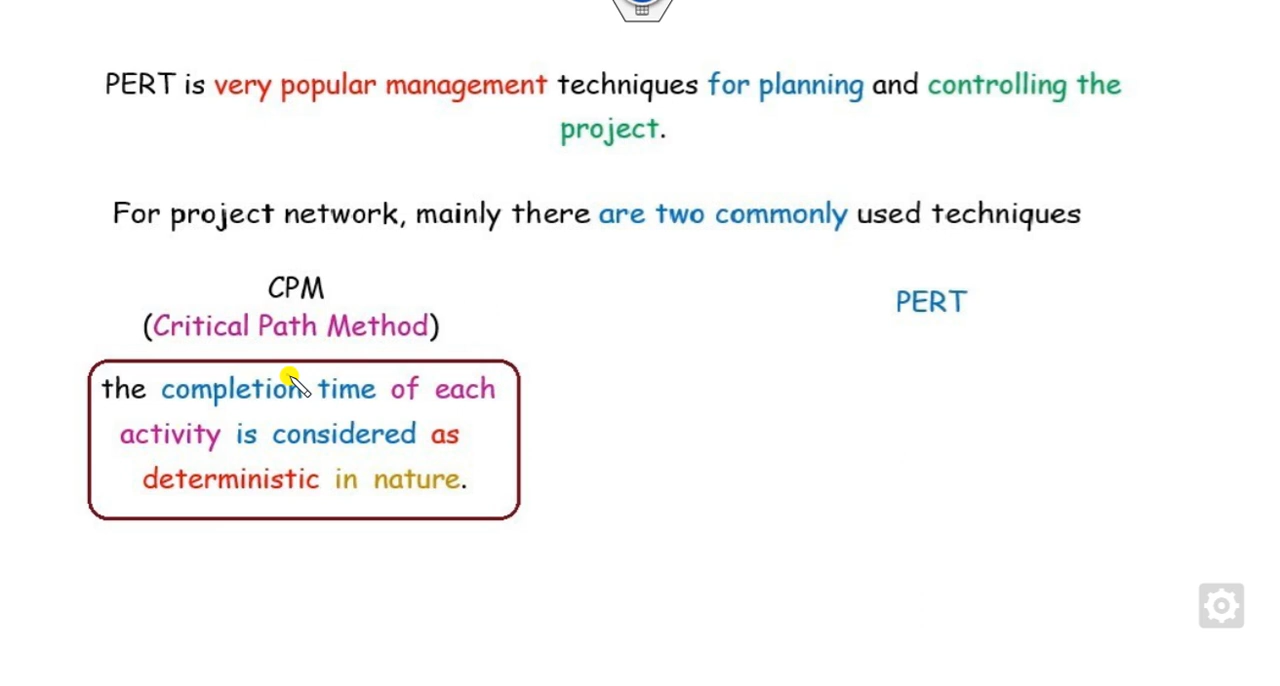 PERT is very popular management techniques for planning and controlling the
project.
For project network, mainly there are two commonly used techniques
CPM
(Critical Path Method)
PERT
the completion time of each
activity is considered as
deterministic in nature.